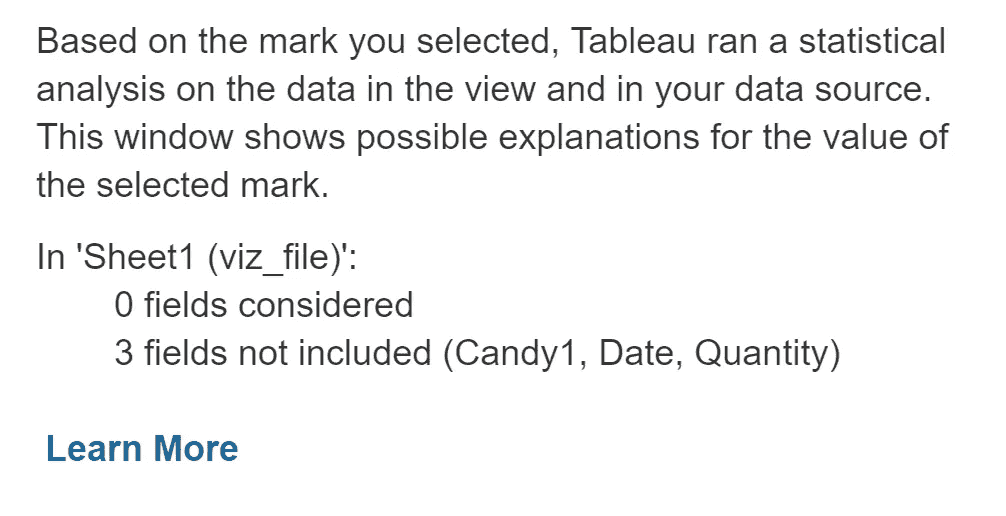 Based on the mark you selected, Tableau ran a statistical
analysis on the data in the view and in your data source.
This window shows possible explanations for the value of
the selected mark.
In 'Sheet1 (viz_file)':
0 fields considered
3 fields not included (Candy1, Date, Quantity)
Learn More